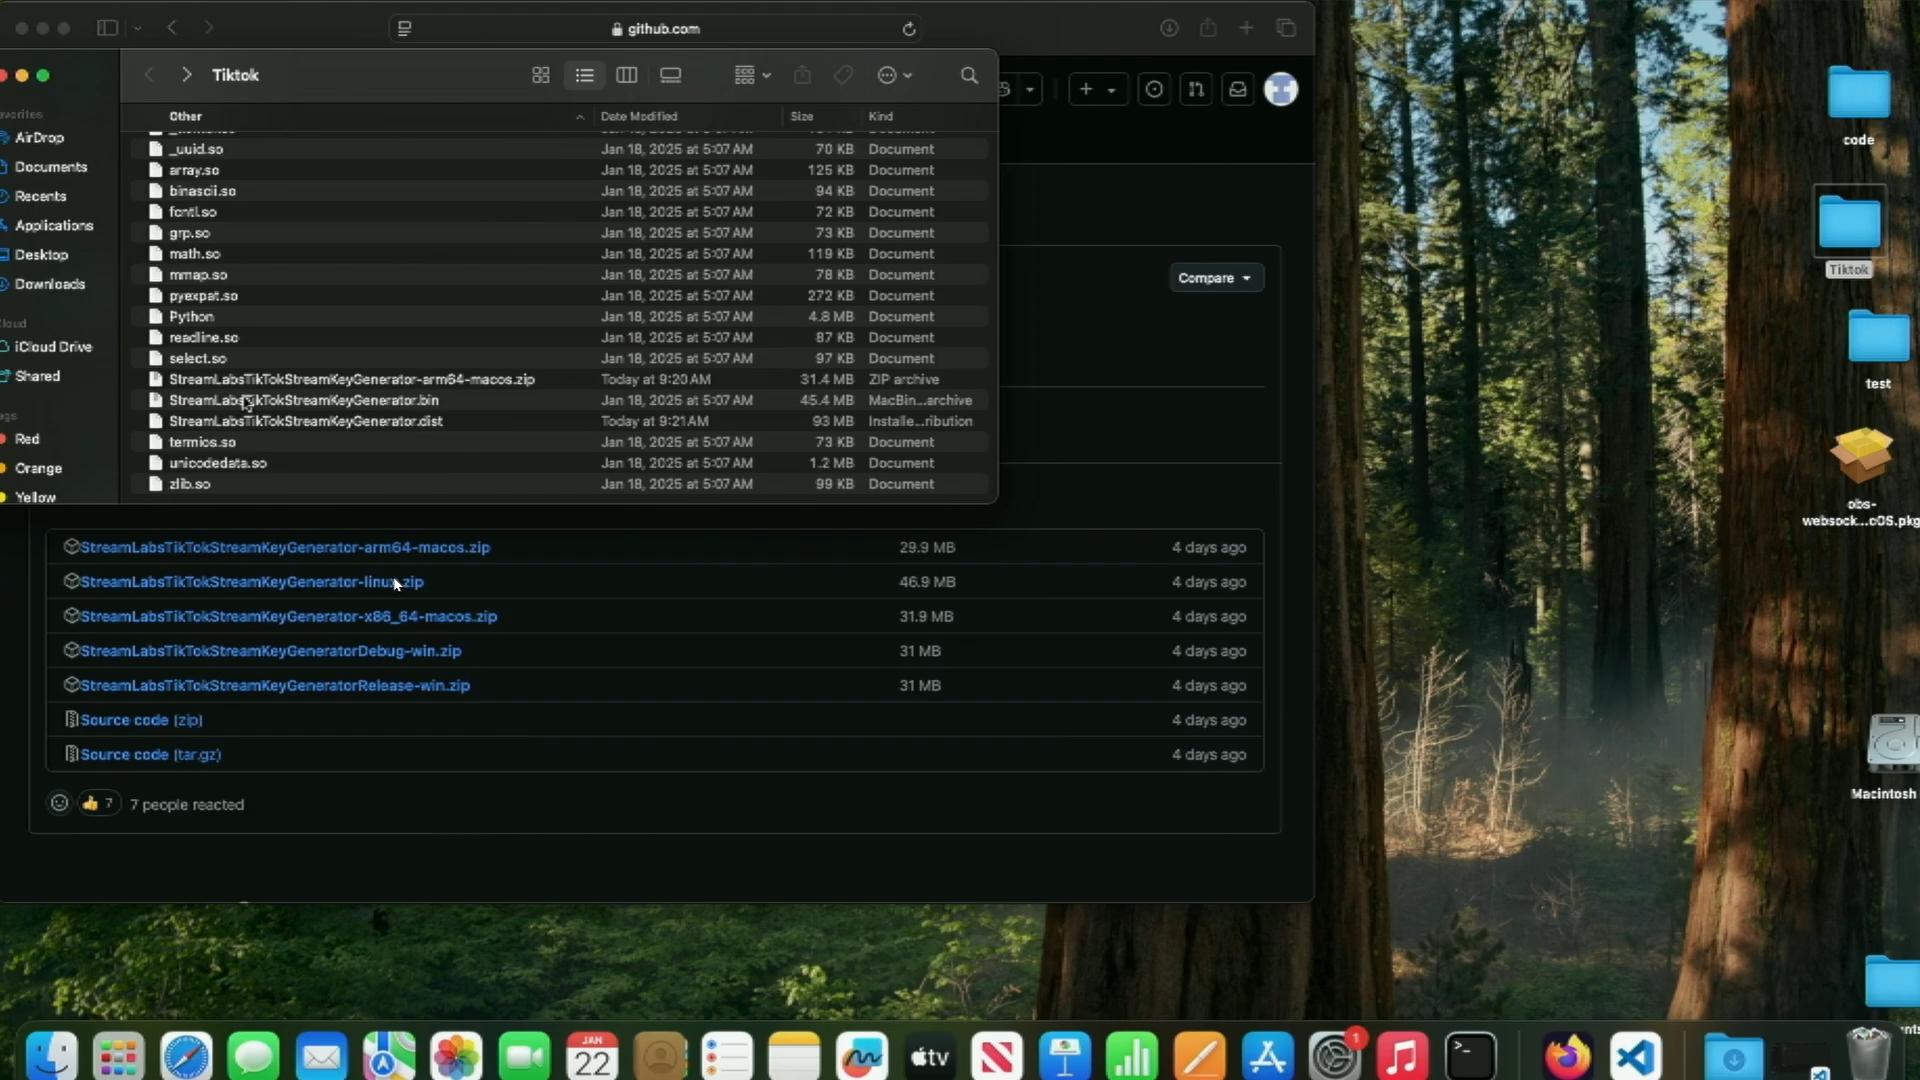 github.com
Tiktok
Other Date Modified Size Kind
_uuid.so Jan 18, 2025 at 5:07 AM 70 KB Document
array.so Jan 18, 2025 at 5:07 AM 125 KB Document
binascii.so Jan 18, 2025 at 5:07 AM 94 KB Document
fcntl.so Jan 18, 2025 at 5:07 AM 72 KB Document
grp.so Jan 18, 2025 at 5:07 AM 73 KB Document
math.so Jan 18, 2025 at 5:07 AM 119 KB Document
mmap.so Jan 18, 2025 at 5:07 AM 78 KB Document
pyexpat.so Jan 18, 2025 at 5:07 AM 272 KB Document
Python Jan 18, 2025 at 5:07 AM 4.8 MB Document
readline.so Jan 18, 2025 at 5:07 AM 87 KB Document
select.so Jan 18, 2025 at 5:07 AM 97 KB Document
StreamLabsTikTokStreamKeyGenerator-arm64-macos.zip Today at 9:20 AM 31.4 MB ZIP archive
StreamLabsTikTokStreamKeyGenerator.bin Jan 18, 2025 at 5:07 AM 45.4 MB MacBin...archive
StreamLabsTikTokStreamKeyGenerator.dist Today at 9:21 AM 93 MB Installe...ribution
termios.so Jan 18, 2025 at 5:07 AM 73 KB Document
unicodedata.so Jan 18, 2025 at 5:07 AM 1.2 MB Document
zlib.so Jan 18, 2025 at 5:07 AM 99 KB Document
avorites
AirDrop
Documents
Recents
Applications
Desktop
Downloads
loud
iCloud Drive
Shared
ags
Red
Orange
Yellow
Compare
StreamLabsTikTokStreamKeyGenerator-arm64-macos.zip 29.9 MB 4 days ago
StreamLabsTikTokStreamKeyGenerator-linux.zip 46.9 MB 4 days ago
StreamLabsTikTokStreamKeyGenerator-x86_64-macos.zip 31.9 MB 4 days ago
StreamLabsTikTokStreamKeyGeneratorDebug-win.zip 31 MB 4 days ago
StreamLabsTikTokStreamKeyGeneratorRelease-win.zip 31 MB 4 days ago
Source code (zip) 4 days ago
Source code (tar.gz) 4 days ago
7 7 people reacted
code
Tiktok
test
obs-
websock...cOS.pkg
Macintosh
JAN
22
tv
1
>_